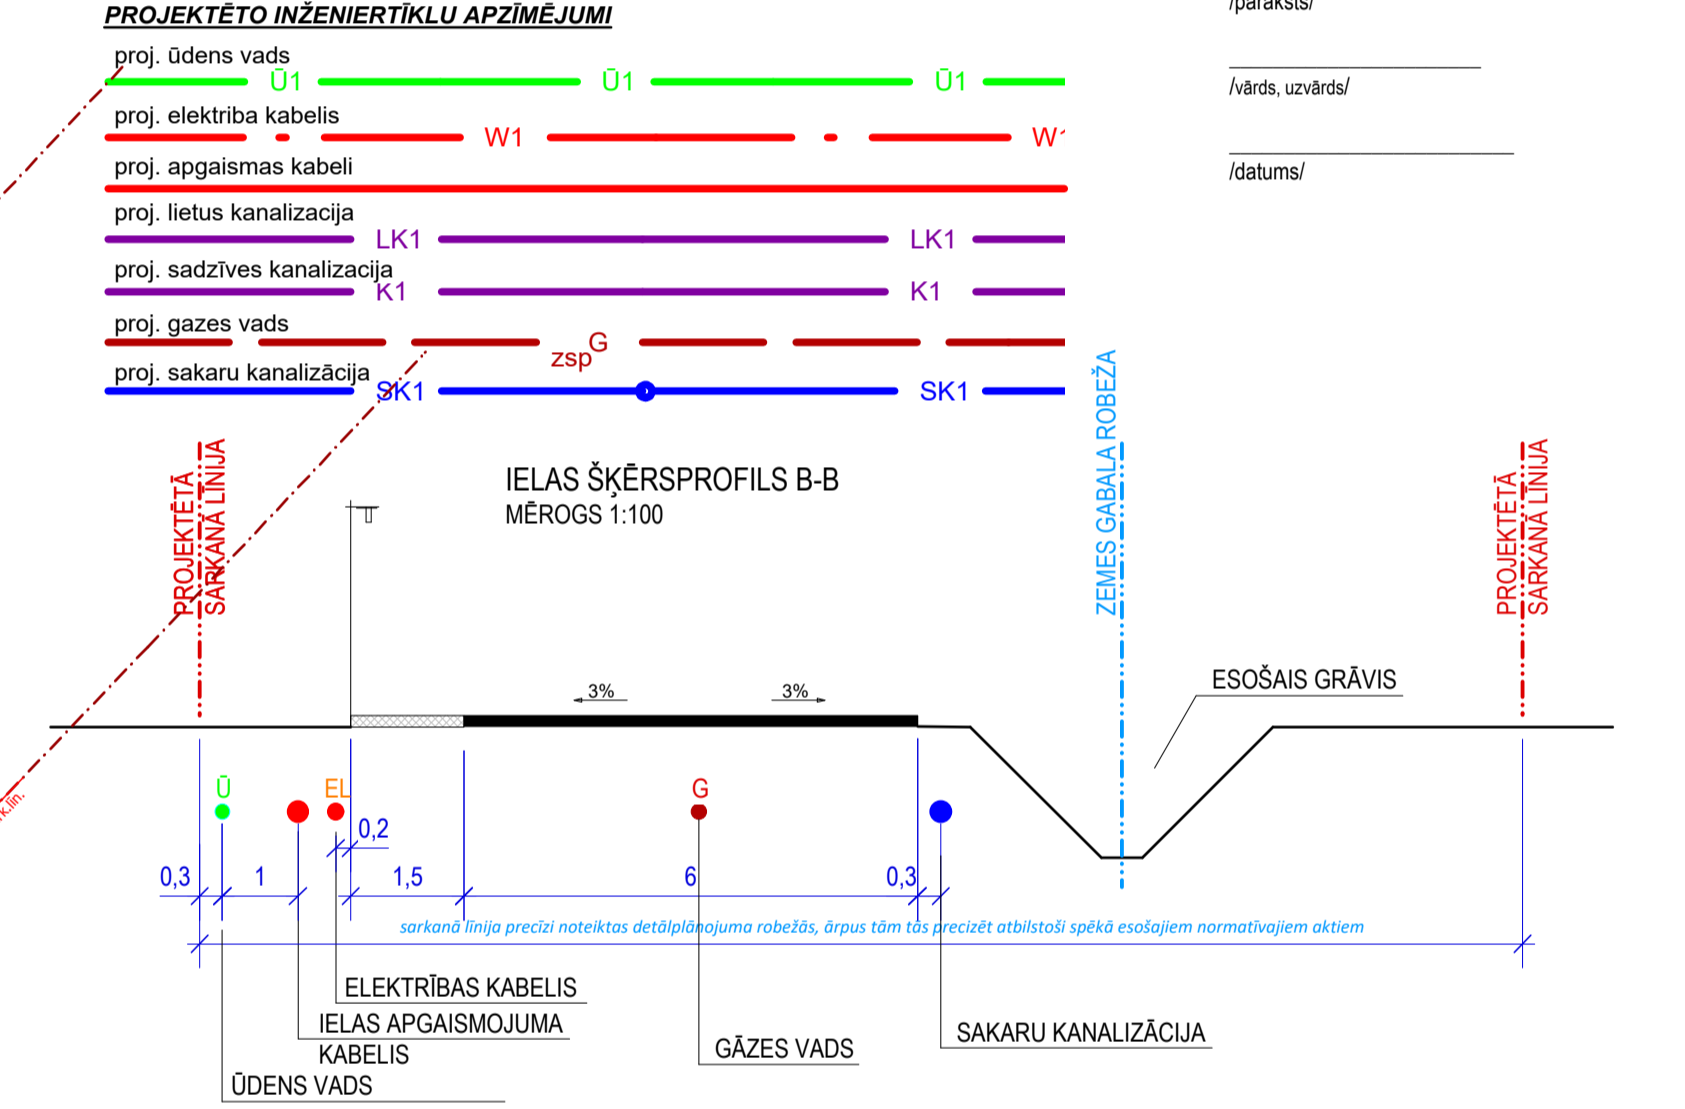 PROJEKTĒTO INŽENIERTĪKLU APZĪMĒJUMI
/paraksts/
proj. ūdens vads
Ū1 Ū1 Ū1
/vārds, uzvārds/
proj. elektriba kabelis
W1 W1
proj. apgaismas kabeli
/datums/
proj. lietus kanalizacija
LK1 LK1
proj. sadzīves kanalizacija
K1 K1
proj. gazes vads
zsp G
proj. sakaru kanalizācija
SK1 SK1
PROJEKTĒTĀ
SARKANĀ LĪNIJA
IELAS ŠĶĒRSPROFILS B-B
MĒROGS 1:100
ZEMES GABALA ROBEŽA
PROJEKTĒTĀ
SARKANĀ LĪNIJA
ESOŠAIS GRĀVIS
3% 3%
Ū EL G
0,2
0,3 1 1,5 6 0,3
sarkanā līnija precīzi noteiktas detālplānojuma robežās, ārpus tām tās precizēt atbilstoši spēkā esošajiem normatīvajiem aktiem
ELEKTRĪBAS KABELIS
IELAS APGAISMOJUMA
KABELIS
ŪDENS VADS
GĀZES VADS
SAKARU KANALIZĀCIJA